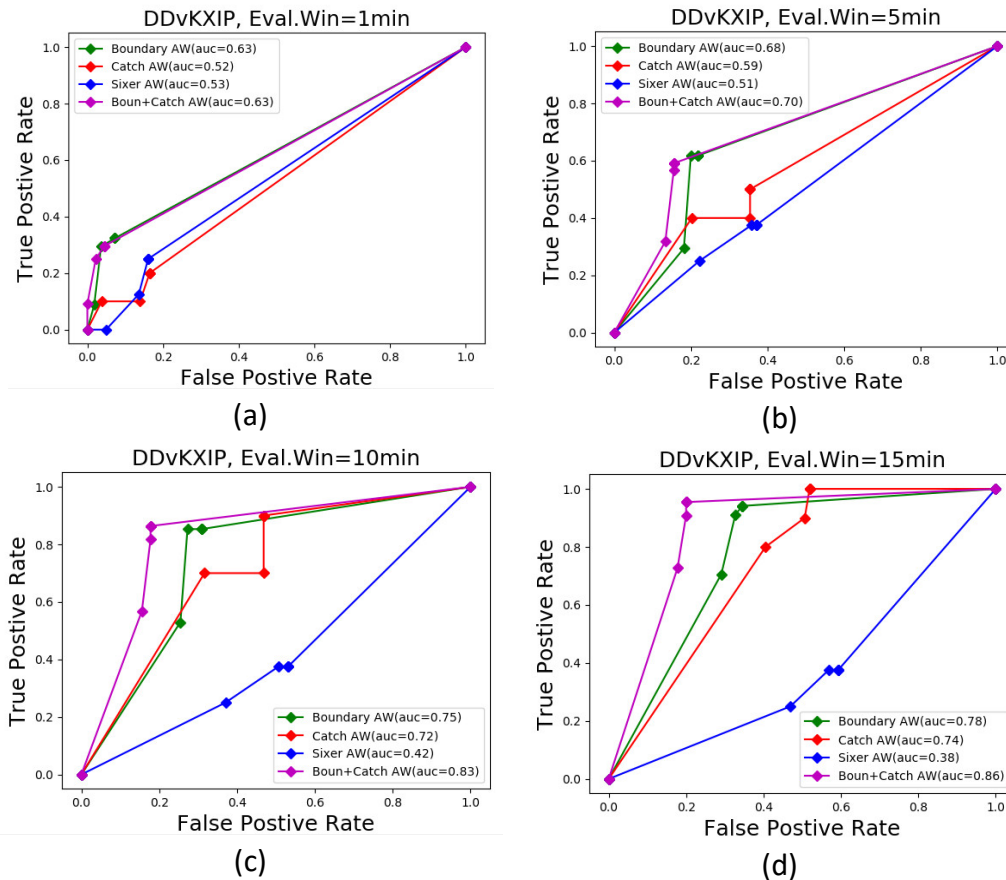 DDvKXIP, Eval.Win=1min
1.0
0.8
0.6
0.4
0.2
0.0
True Postive Rate
Boundary AW(auc=0.63)
Catch AW(auc=0.52)
Sixer AW(auc=0.53)
Boun+Catch AW(auc=0.63)
0.0 0.2 0.4 0.6 0.8 1.0
False Postive Rate
(a)
DDvKXIP, Eval.Win=5min
1.0
0.8
0.6
0.4
0.2
0.0
True Postive Rate
Boundary AW(auc=0.68)
Catch AW(auc=0.59)
Sixer AW(auc=0.51)
Boun+Catch AW(auc=0.70)
0.0 0.2 0.4 0.6 0.8 1.0
False Postive Rate
(b)
DDvKXIP, Eval.Win=10min
1.0
0.8
0.6
0.4
0.2
0.0
True Postive Rate
Boundary AW(auc=0.75)
Catch AW(auc=0.72)
Sixer AW(auc=0.42)
Boun+Catch AW(auc=0.83)
0.0 0.2 0.4 0.6 0.8 1.0
False Postive Rate
(c)
DDvKXIP, Eval.Win=15min
1.0
0.8
0.6
0.4
0.2
0.0
True Postive Rate
Boundary AW(auc=0.78)
Catch AW(auc=0.74)
Sixer AW(auc=0.38)
Boun+Catch AW(auc=0.86)
0.0 0.2 0.4 0.6 0.8 1.0
False Postive Rate
(d)